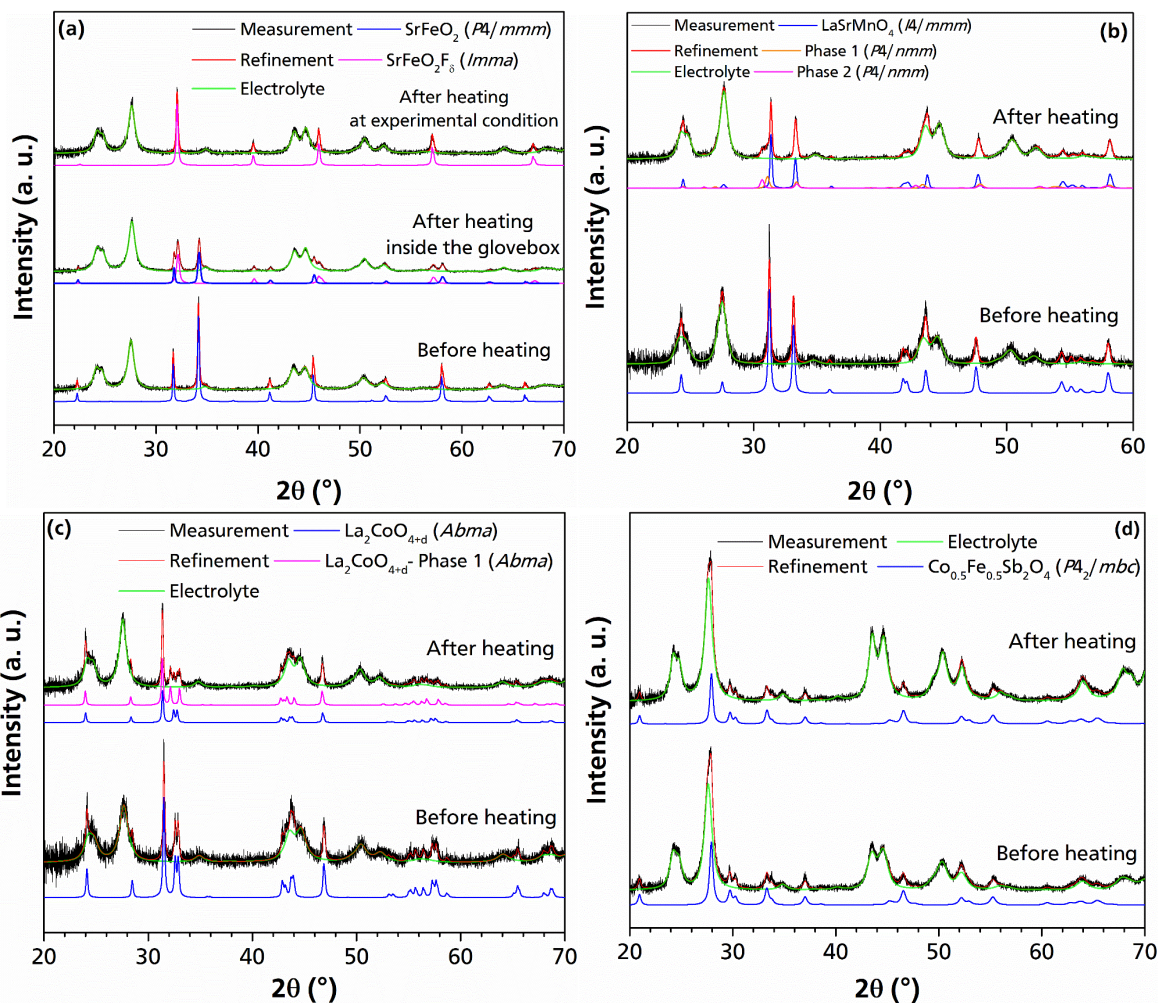 (a)
Measurement SrFeO₂ (P4/mmm)
Refinement SrFeO₂Fδ (Imma)
Electrolyte
After heating
at experimental condition
After heating
inside the glovebox
Before heating
Intensity (a. u.)
20 30 40 50 60 70
2θ (°)
(b)
Measurement LaSrMnO₄ (I4/mmm)
Refinement Phase 1 (P4/nmm)
Electrolyte Phase 2 (P4/nmm)
After heating
Before heating
Intensity (a. u.)
20 30 40 50 60
2θ (°)
(c)
Measurement La₂CoO₄₊d (Abma)
Refinement La₂CoO₄₊d- Phase 1 (Abma)
Electrolyte
After heating
Before heating
Intensity (a. u.)
20 30 40 50 60 70
2θ (°)
(d)
Measurement Electrolyte
Refinement Co₀.₅Fe₀.₅Sb₂O₄ (P4₂/mbc)
After heating
Before heating
Intensity (a. u.)
20 30 40 50 60 70
2θ (°)